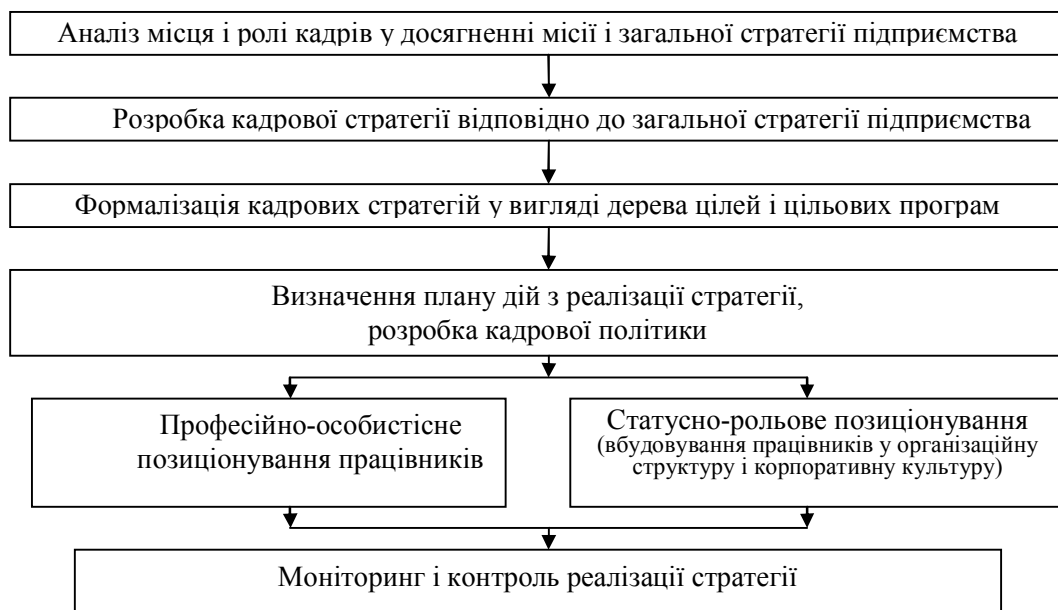 Аналіз місця і ролі кадрів у досягненні місії і загальної стратегії підприємства
Розробка кадрової стратегії відповідно до загальної стратегії підприємства
Формалізація кадрових стратегій у вигляді дерева цілей і цільових програм
Визначення плану дій з реалізації стратегії,
розробка кадрової політики
Професійно-особистісне
позиціонування працівників
Статусно-рольове позиціонування
(вбудовування працівників у організаційну
структуру і корпоративну культуру)
Моніторинг і контроль реалізації стратегії